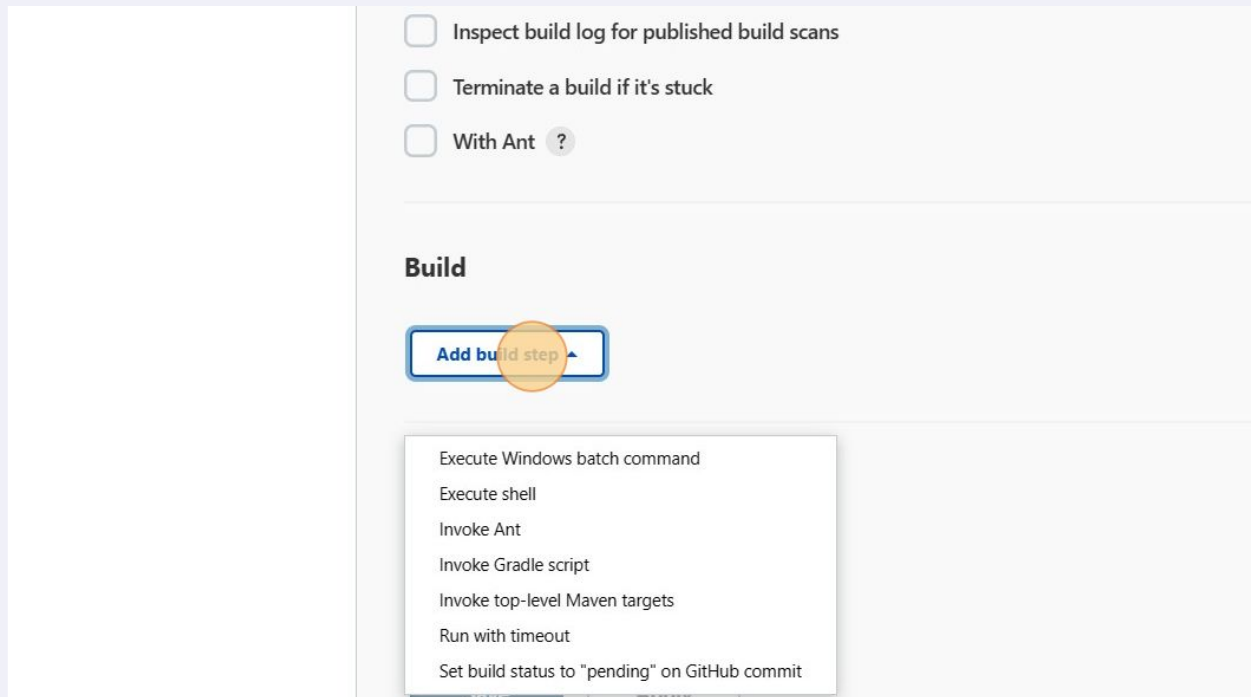 Inspect build log for published build scans
Terminate a build if it's stuck
With Ant ?
Build
Add build step
Execute Windows batch command
Execute shell
Invoke Ant
Invoke Gradle script
Invoke top-level Maven targets
Run with timeout
Set build status to "pending" on GitHub commit